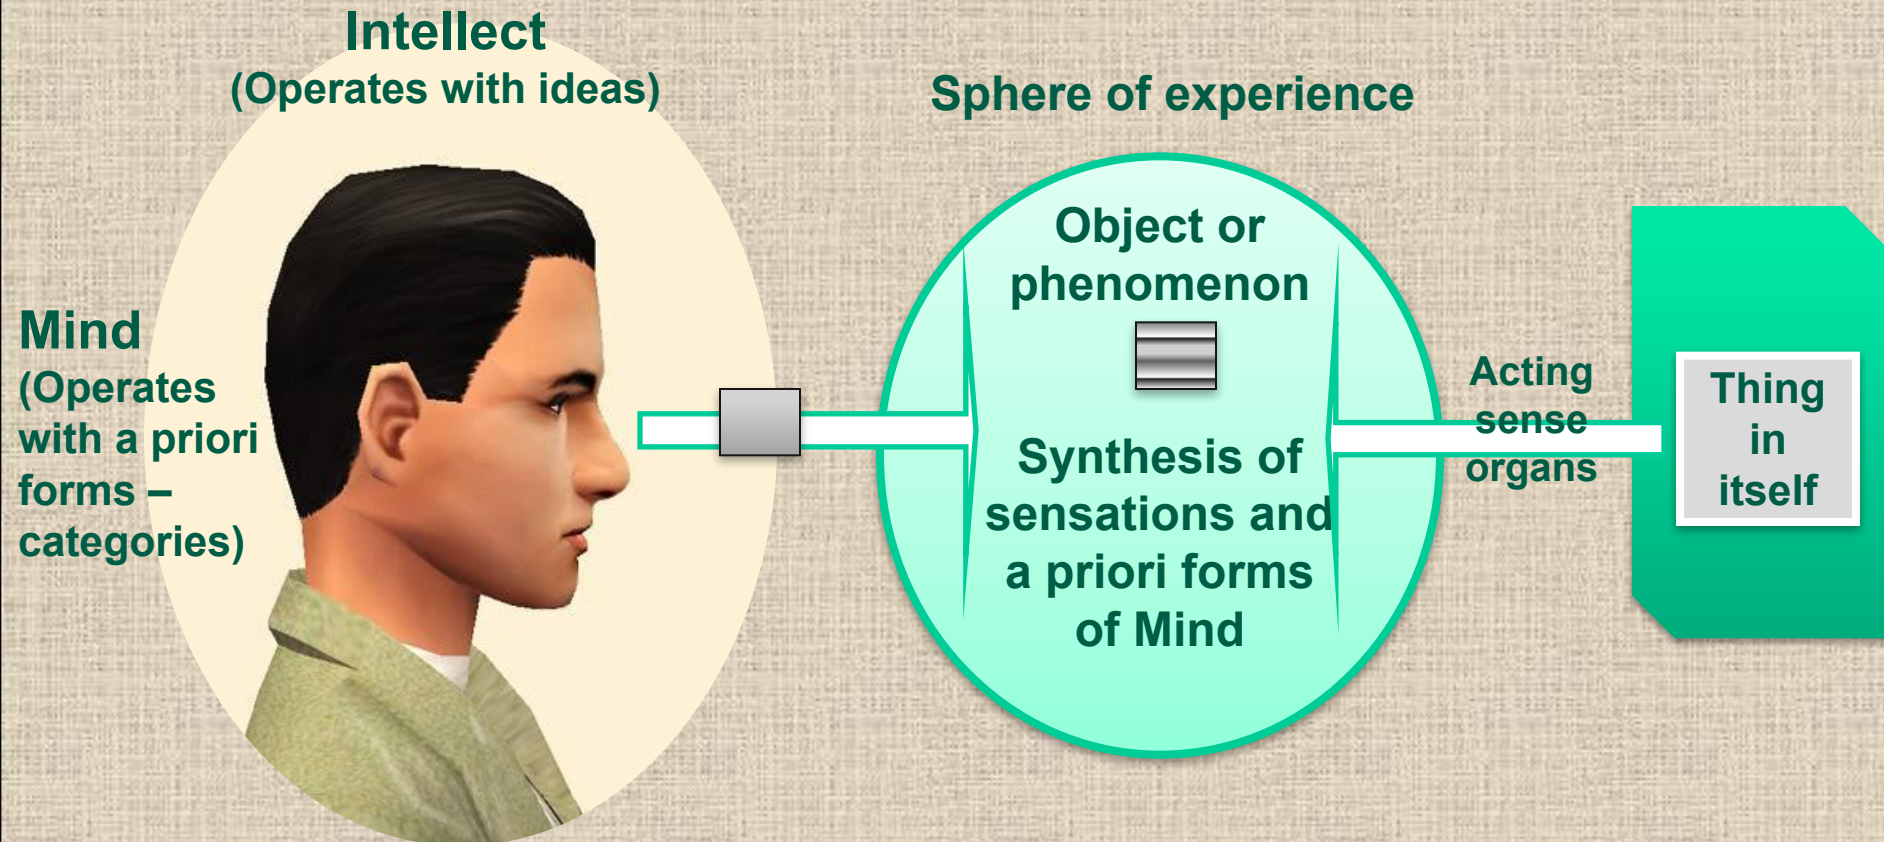 Intellect
(Operates with ideas)
Mind
(Operates
with a priori
forms –
categories)
Sphere of experience
Object or
phenomenon
Synthesis of
sensations and
a priori forms
of Mind
Acting
sense
organs
Thing
in
itself